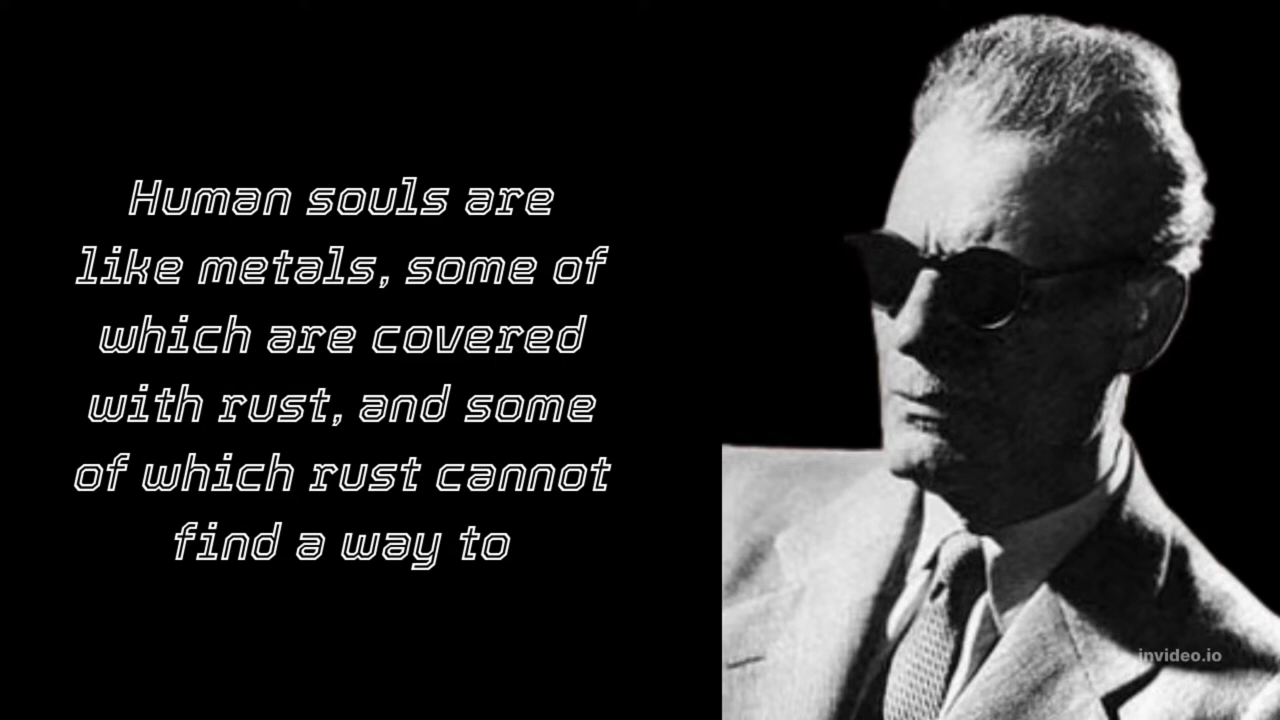 Human souls are
like metals, some of
which are covered
with rust, and some
of which rust cannot
find a way to
invideo.io